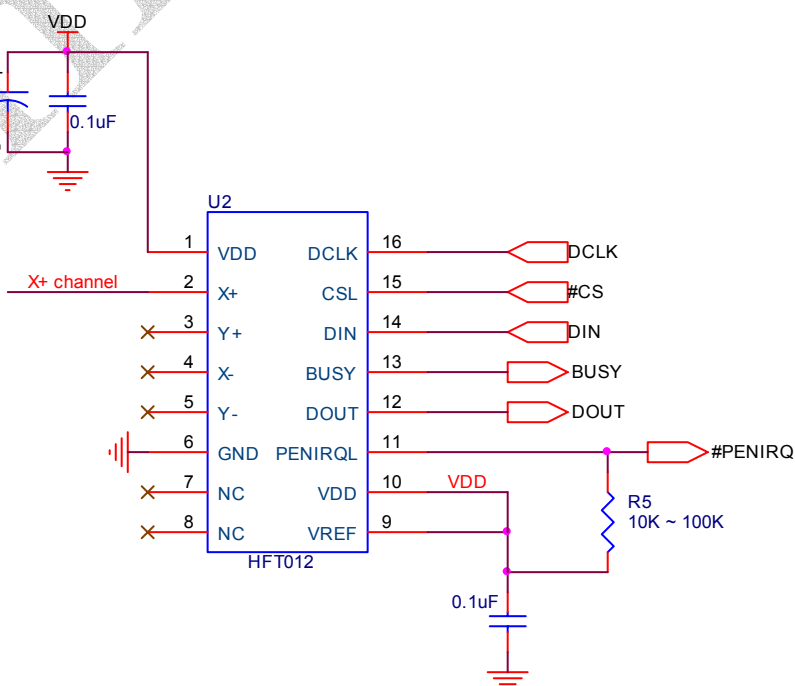 VDD
0.1uF
U2
1 VDD DCLK 16 DCLK
X+ channel 2 X+ CSL 15 #CS
3 Y+ DIN 14 DIN
4 X- BUSY 13 BUSY
5 Y- DOUT 12 DOUT
6 GND PENIRQL 11 #PENIRQ
7 NC VDD 10 VDD
8 NC VREF 9
R5
10K ~ 100K
HFT012
0.1uF